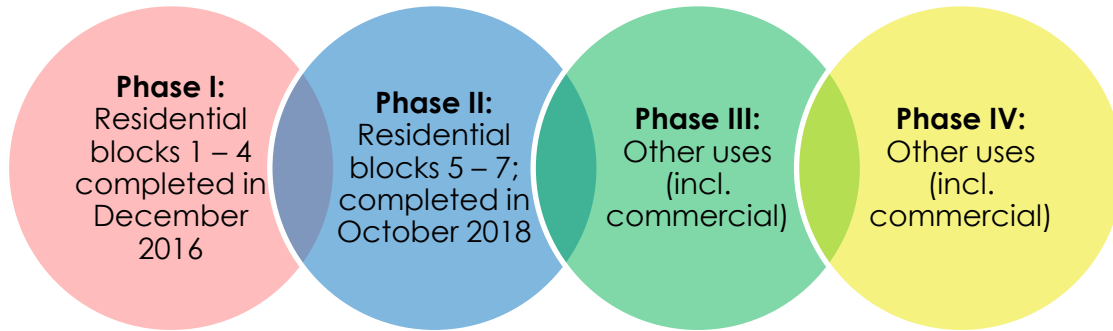 Phase I:
Residential
blocks 1 – 4
completed in
December
2016
Phase II:
Residential
blocks 5 – 7;
completed in
October 2018
Phase III:
Other uses
(incl.
commercial)
Phase IV:
Other uses
(incl.
commercial)